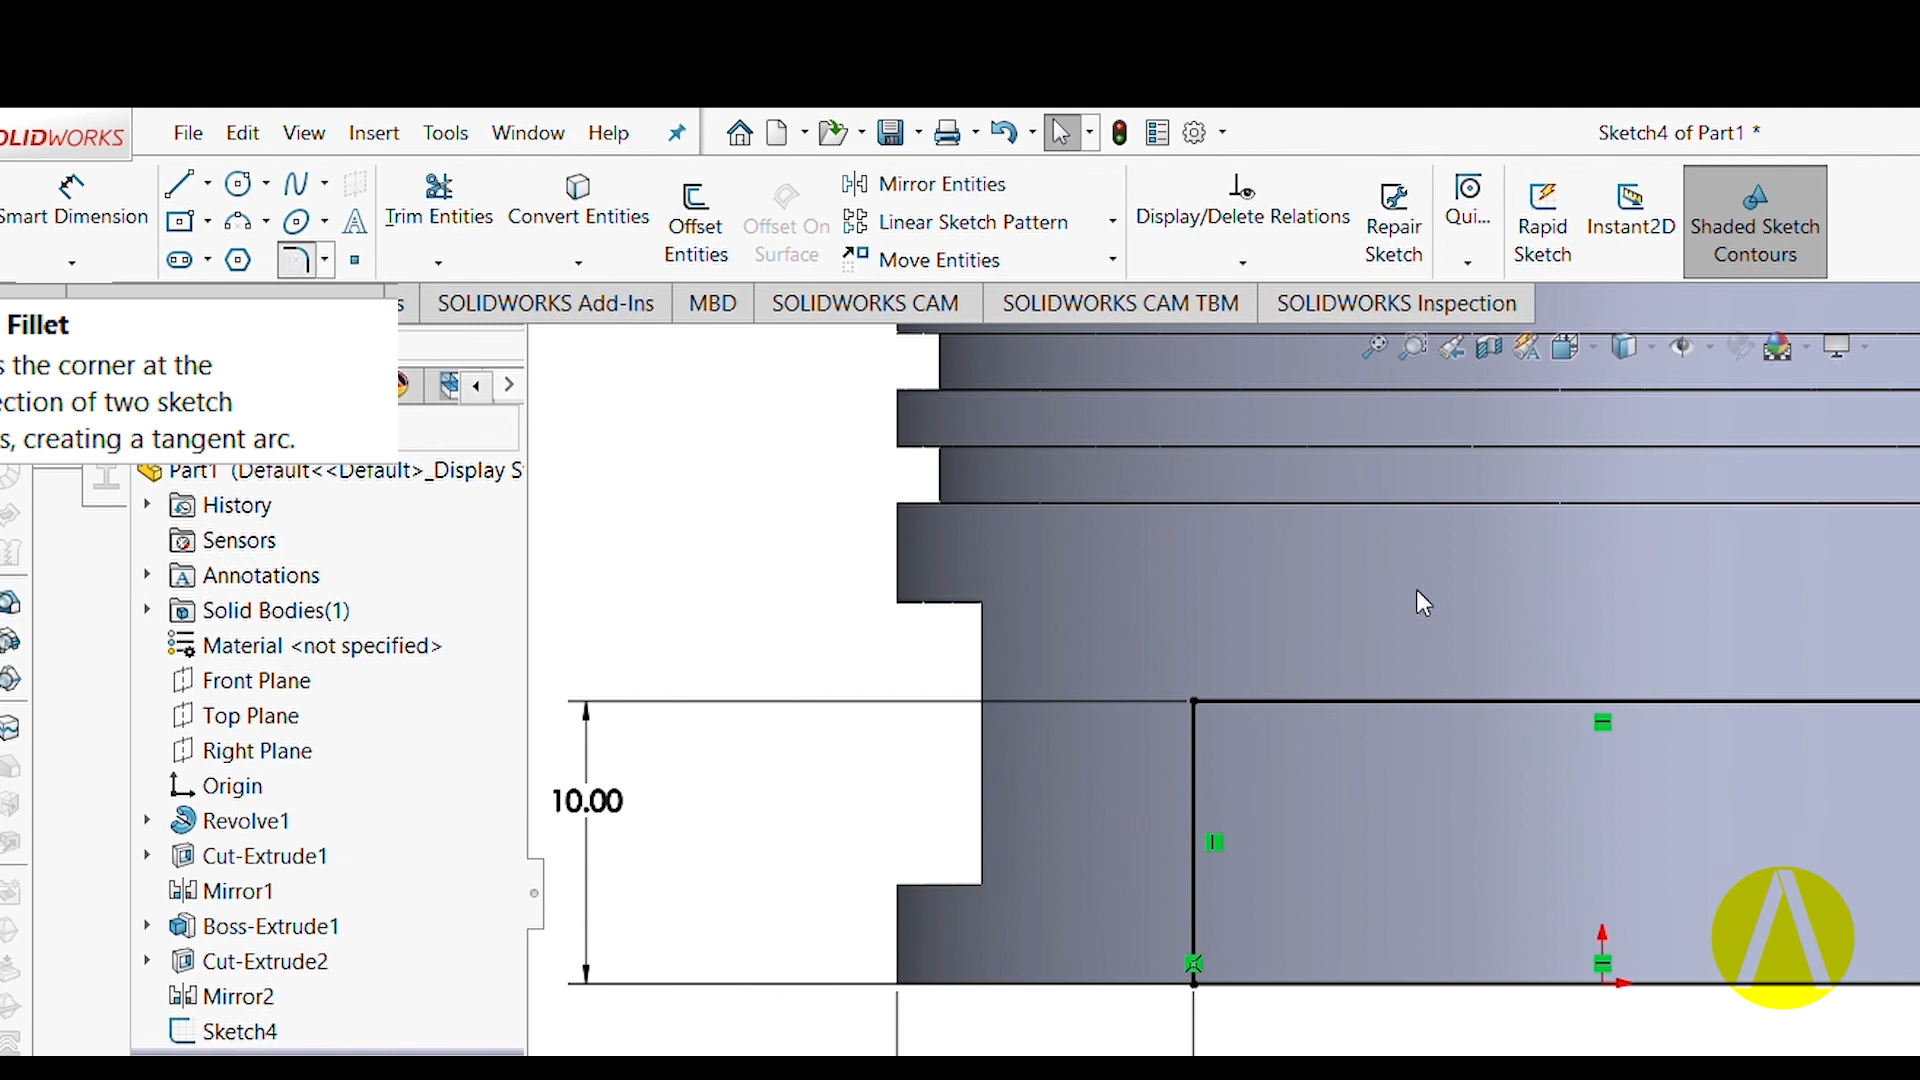 OLIDWORKS
File Edit View Insert Tools Window Help
Sketch4 of Part1 *
Smart Dimension
Trim Entities
Convert Entities
Offset
Entities
Offset On
Surface
Mirror Entities
Linear Sketch Pattern
Move Entities
Display/Delete Relations
Repair
Sketch
Qui...
Rapid
Sketch
Instant2D
Shaded Sketch
Contours
s SOLIDWORKS Add-Ins MBD SOLIDWORKS CAM SOLIDWORKS CAM TBM SOLIDWORKS Inspection
Fillet
s the corner at the
ection of two sketch
s, creating a tangent arc.
Part1 (Default<<Default>_Display S
History
Sensors
Annotations
Solid Bodies(1)
Material <not specified>
Front Plane
Top Plane
Right Plane
Origin
Revolve1
Cut-Extrude1
Mirror1
Boss-Extrude1
Cut-Extrude2
Mirror2
Sketch4
10.00